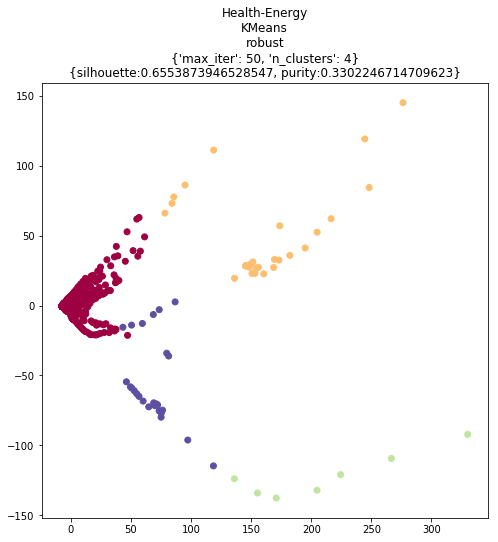 Health-Energy
KMeans
robust
{'max_iter': 50, 'n_clusters': 4}
{silhouette:0.6553873946528547, purity:0.3302246714709623}
150
100
50
0
−50
−100
−150
0 50 100 150 200 250 300